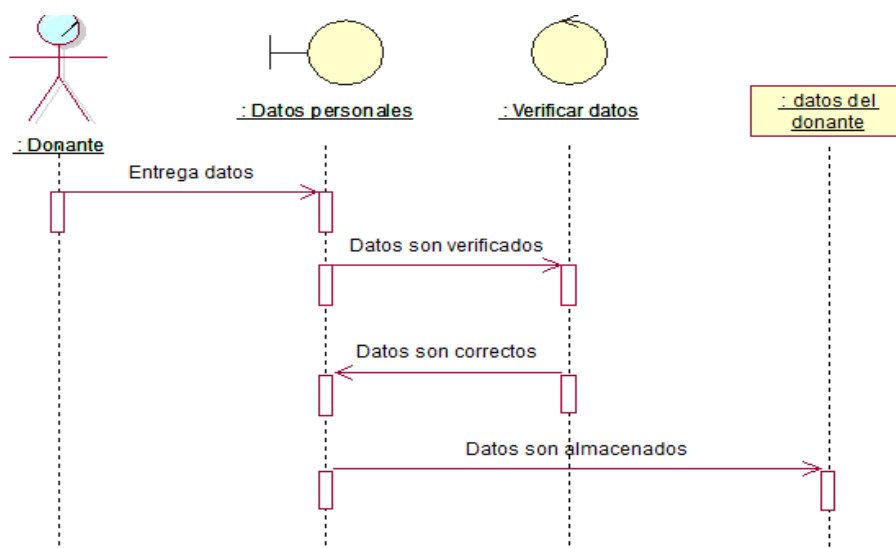 : Datos personales
: Verificar datos
: datos del
donante
: Donante
Entrega datos
Datos son verificados
Datos son correctos
Datos son almacenados